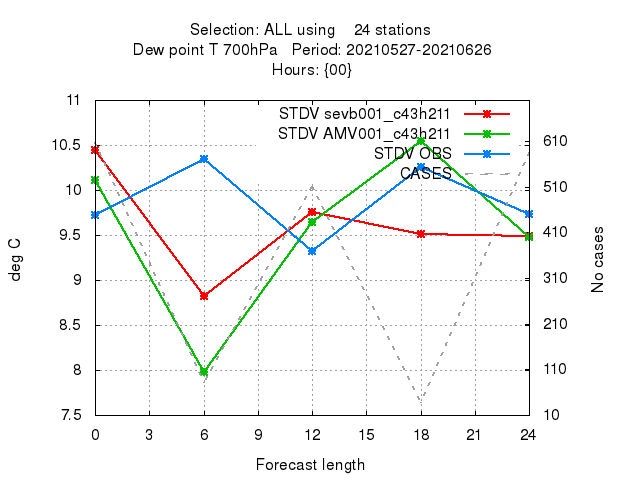 Selection: ALL using    24 stations
Dew point T 700hPa   Period: 20210527-20210626
Hours: {00}
STDV sevb001_c43h211
STDV AMV001_c43h211
STDV OBS
CASES
11
10.5
10
9.5
9
8.5
8
7.5
deg C
610
510
410
310
210
110
10
No cases
0 3 6 9 12 15 18 21 24
Forecast length